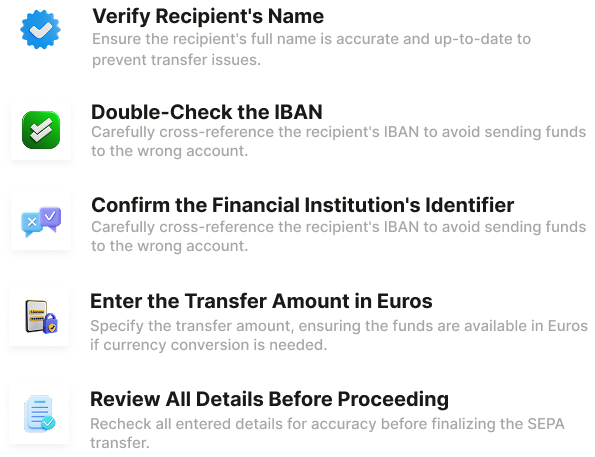 Verify Recipient's Name
Ensure the recipient's full name is accurate and up-to-date to
prevent transfer issues.
Double-Check the IBAN
Carefully cross-reference the recipient's IBAN to avoid sending funds
to the wrong account.
Confirm the Financial Institution's Identifier
Carefully cross-reference the recipient's IBAN to avoid sending funds
to the wrong account.
Enter the Transfer Amount in Euros
Specify the transfer amount, ensuring the funds are available in Euros
if currency conversion is needed.
Review All Details Before Proceeding
Recheck all entered details for accuracy before finalizing the SEPA
transfer.